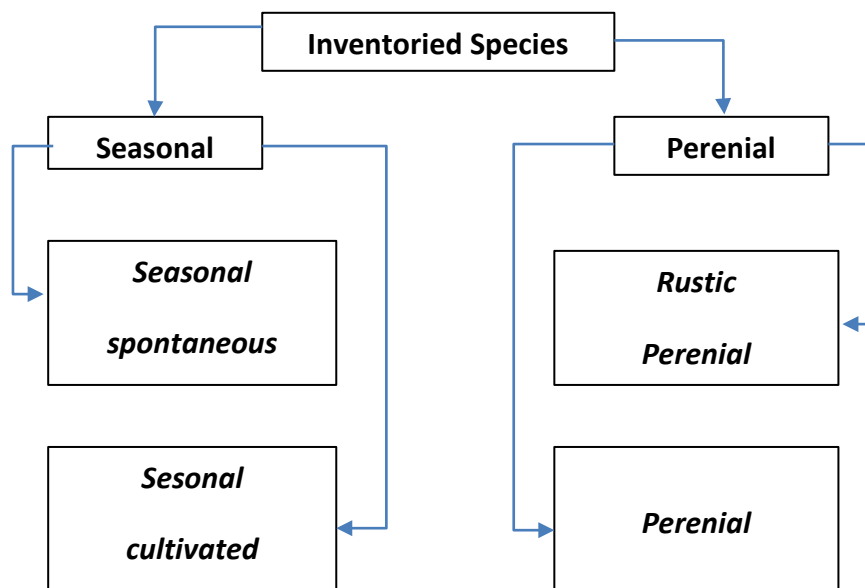 Inventoried Species
Seasonal
Perenial
Seasonal
spontaneous
Rustic
Perenial
Sesonal
cultivated
Perenial